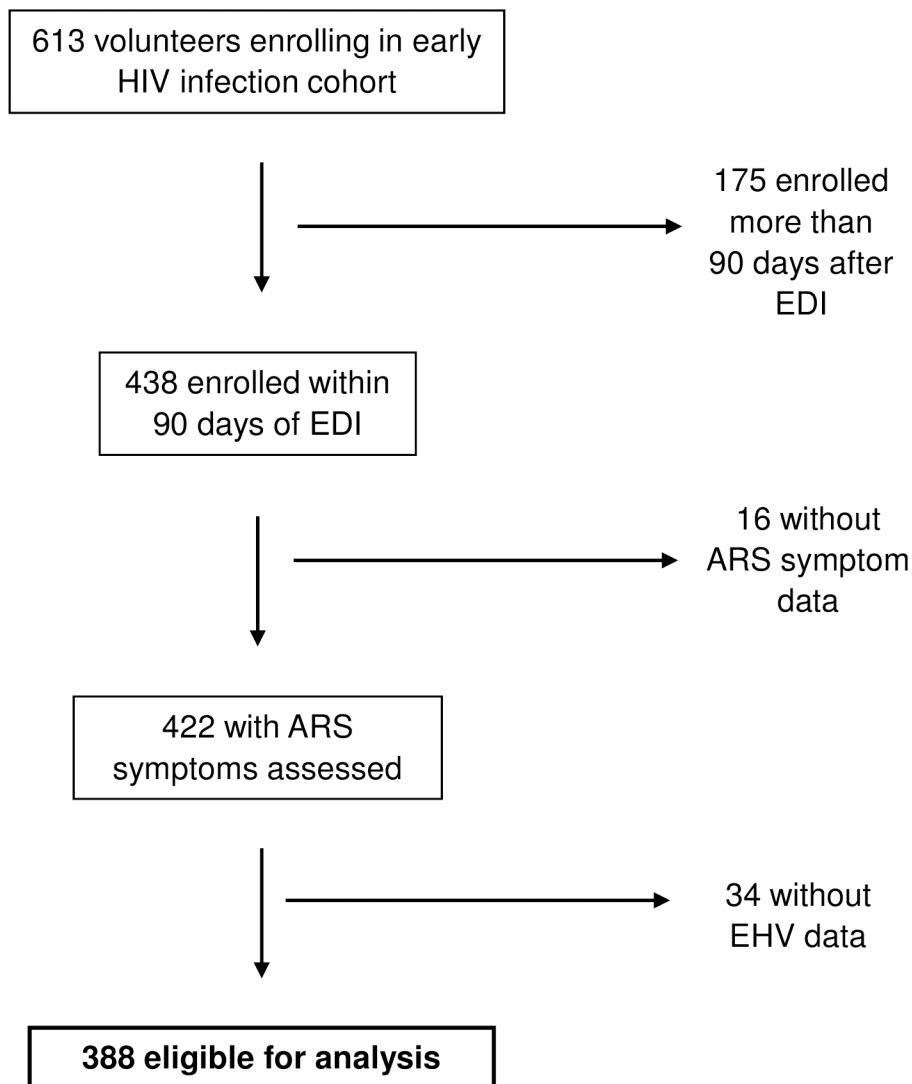 613 volunteers enrolling in early
HIV infection cohort
175 enrolled
more than
90 days after
EDI
438 enrolled within
90 days of EDI
16 without
ARS symptom
data
422 with ARS
symptoms assessed
34 without
EHV data
388 eligible for analysis